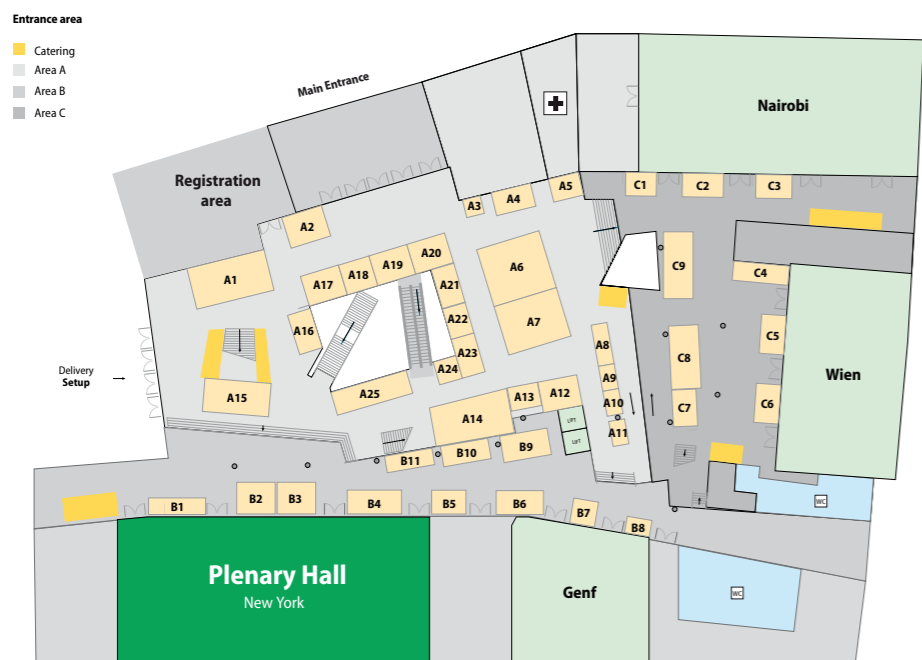 Entrance area
Catering
Area A
Area B
Area C
Main Entrance
Nairobi
Registration
area
A1
A2
A3
A4
A5
C1
C2
C3
A17
A18
A19
A20
A21
A22
A23
A24
A16
A6
A7
C9
C4
C5
C6
C8
C7
Wien
Delivery
Setup
A15
A25
A8
A9
A10
A11
A12
A13
A14
LIFT
LIFT
B11
B10
B9
B1
B2
B3
B4
B5
B6
B7
B8
WC
Plenary Hall
New York
Genf
WC